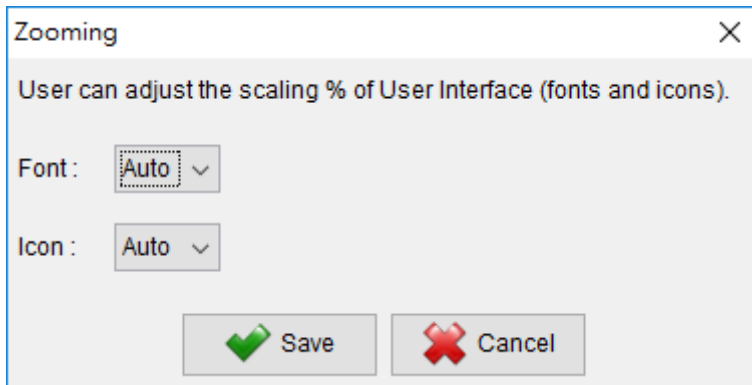 Zooming
User can adjust the scaling % of User Interface (fonts and icons).
Font : Auto
Icon : Auto
Save Cancel